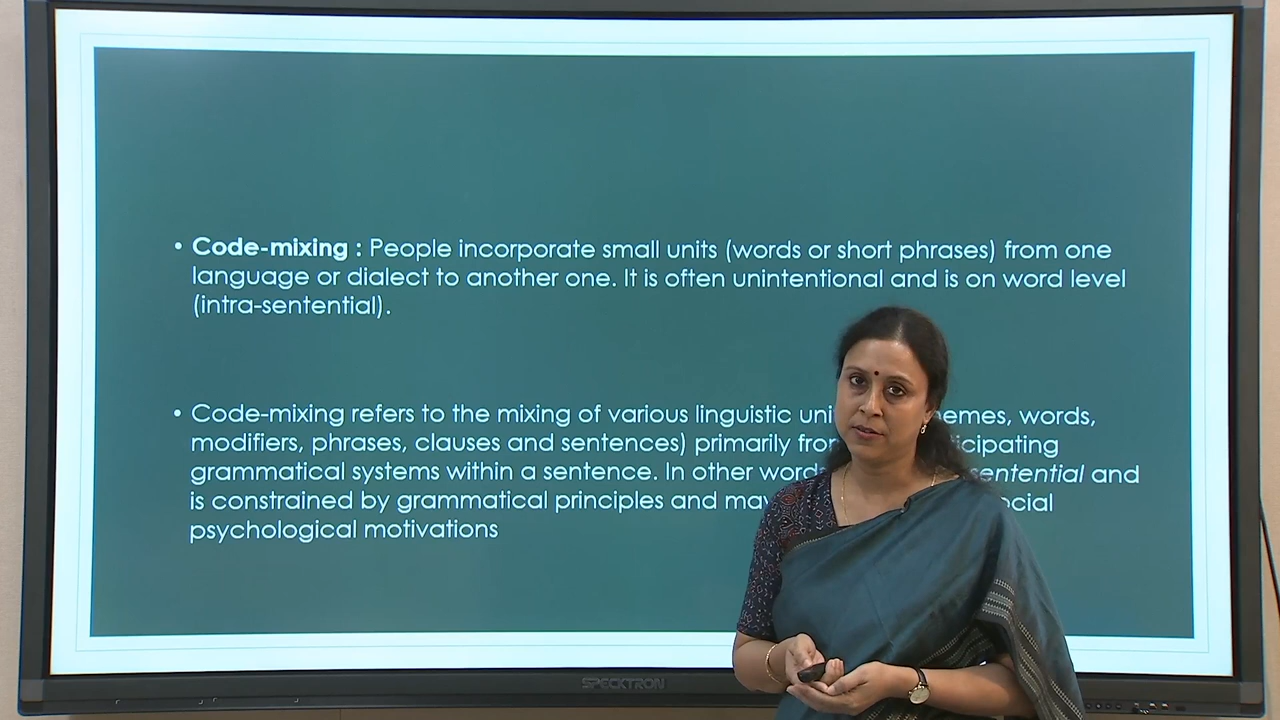 • Code-mixing : People incorporate small units (words or short phrases) from one
language or dialect to another one. It is often unintentional and is on word level
(intra-sentential).
• Code-mixing refers to the mixing of various linguistic words,
modifiers, phrases, clauses and sentences) primarily
grammatical systems within a sentence. In other and
is constrained by grammatical principles and
psychological motivations
SPECKTRON